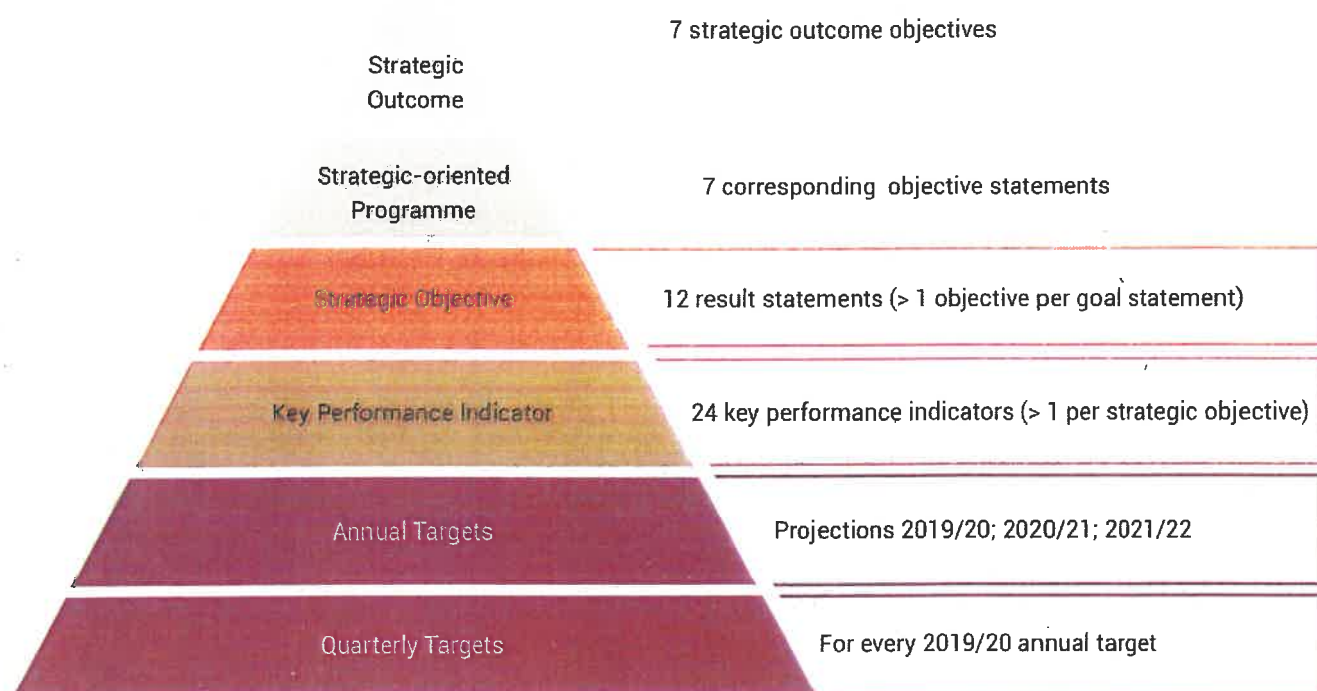 7 strategic outcome objectives
Strategic
Outcome
Strategic-oriented
Programme
7 corresponding objective statements
Strategic Objective
12 result statements (> 1 objective per goal statement)
Key Performance Indicator
24 key performance indicators (> 1 per strategic objective)
Annual Targets
Projections 2019/20; 2020/21; 2021/22
Quarterly Targets
For every 2019/20 annual target